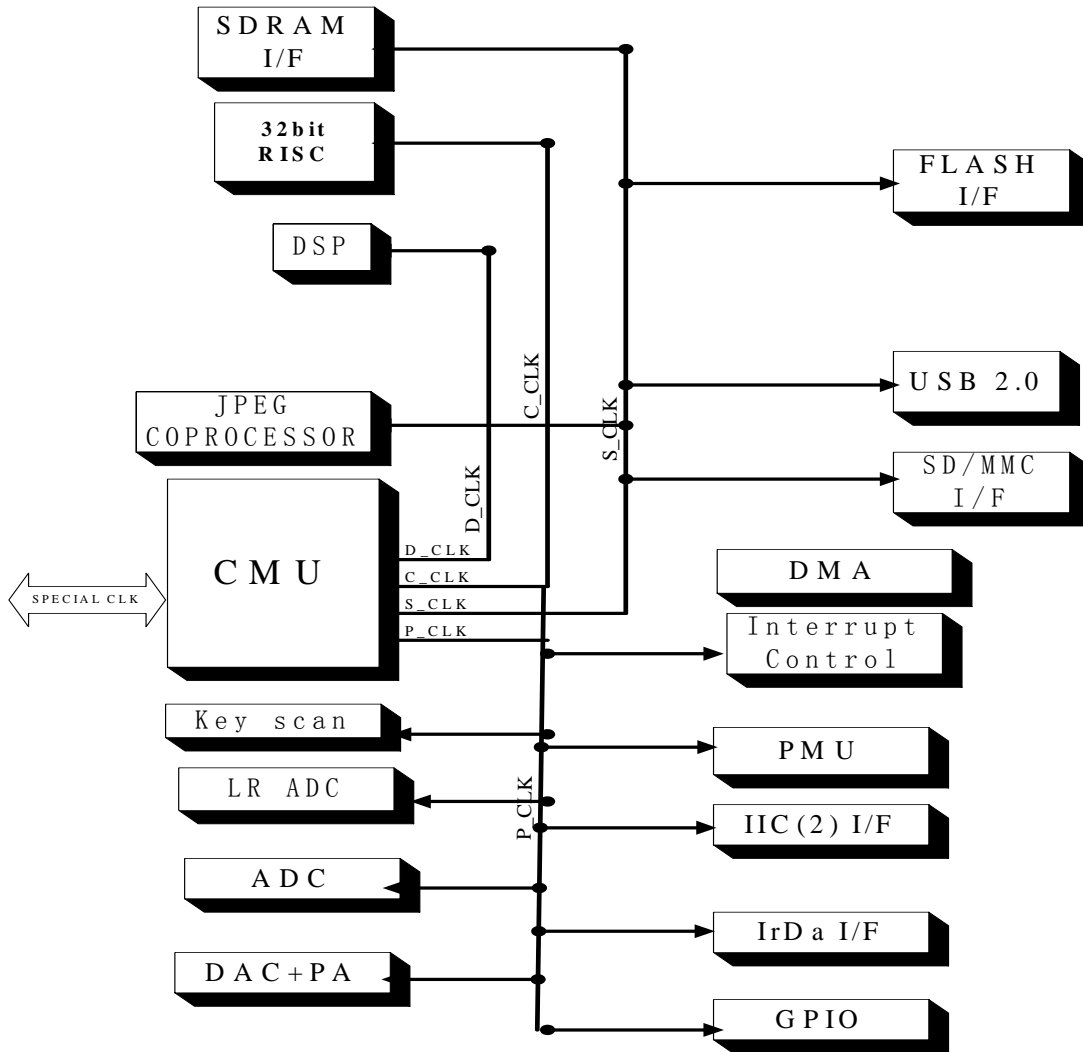 SDRAM
I/F
32bit
RISC
FLASH
I/F
DSP
C_CLK
S_CLK
USB 2.0
JPEG
COPROCESSOR
D_CLK
SD/MMC
I/F
CMU
D_CLK
C_CLK
S_CLK
P_CLK
SPECIAL CLK
DMA
Interrupt
Control
Key scan
PMU
LR ADC
P_CLK
IIC(2) I/F
ADC
IrDa I/F
DAC+PA
GPIO